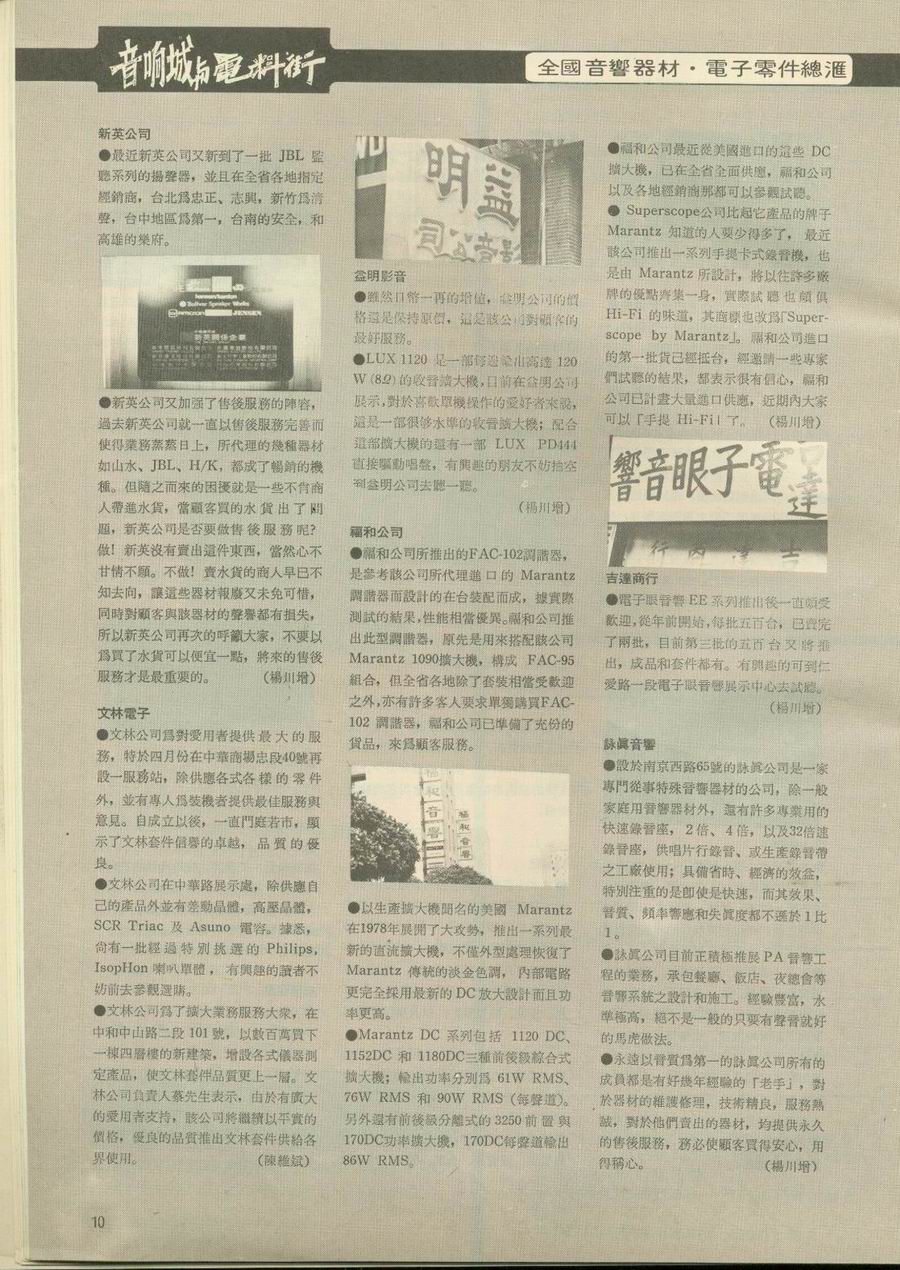 音响城与電料街
全國音響器材・電子零件總滙
新英公司
●最近新英公司又新到了一批 JBL 監
聽系列的揚聲器，並且在全省各地指定
經銷商，台北爲忠正、志興，新竹爲清
聲，台中地區爲第一，台南的安全，和
高雄的樂府。
harman/kardon
JENSEN
新英關係企業
●新英公司又加强了售後服務的陣容，
過去新英公司就一直以售後服務完善而
使得業務蒸蒸日上，所代理的幾種器材
如山水、JBL、H/K，都成了暢銷的機
種。但隨之而來的困擾就是一些不肯商
人帶進水貨，當顧客買的水貨出了問
題，新英公司是否要做售後服務呢？
做！新英沒有賣出這件東西，當然心不
甘情不願。不做！賣水貨的商人早已不
知去向，讓這些器材報廢又未免可惜，
同時對顧客與該器材的聲譽都有損失，
所以新英公司再次的呼籲大家，不要以
爲買了水貨可以便宜一點，將來的售後
服務才是最重要的。　（楊川增）
文林電子
●文林公司爲對愛用者提供最大的服
務，特於四月份在中華商場忠段40號再
設一服務站，除供應各式各樣的零件
外，並有專人爲裝機者提供最佳服務與
意見。自成立以後，一直門庭若市，顯
示了文林套件信譽的卓越，品質的優
良。
●文林公司在中華路展示處，除供應自
己的產品外並有差動晶體，高壓晶體，
SCR Triac 及 Asuno 電容。據悉，
尙有一批經過特別挑選的 Philips,
IsopHon 喇叭單體，有興趣的讀者不
妨前去參觀選購。
●文林公司爲了擴大業務服務大衆，在
中和中山路二段 101 號，以數百萬買下
一棟四層樓的新建築，增設各式儀器測
定產品，使文林套件品質更上一層。文
林公司負責人蔡先生表示，由於有廣大
的愛用者支持，該公司將繼續以平實的
價格，優良的品質推出文林套件供給各
界使用。　（陳維斌）
益明
影音公司
益明影音
●雖然日幣一再的增値，益明公司的價
格還是保持原價，這是該公司對顧客的
最好服務。
●LUX 1120 是一部每邊輸出高達 120
W (8Ω) 的收音擴大機，目前在益明公司
展示，對於喜歡單機操作的愛好者來說，
這是一部很够水準的收音擴大機；配合
這部擴大機的還有一部 LUX PD444
直接驅動唱盤，有興趣的朋友不妨抽空
到益明公司去聽一聽。
（楊川增）
福和公司
●福和公司所推出的FAC-102調諧器，
是參考該公司所代理進口的 Marantz
調諧器而設計的在台裝配而成，據實際
測試的結果，性能相當優異。福和公司推
出此型調諧器，原先是用來搭配該公司
Marantz 1090擴大機，構成 FAC-95
組合，但全省各地除了套裝相當受歡迎
之外，亦有許多客人要求單獨購買FAC-
102 調諧器，福和公司已準備了充份的
貨品，來爲顧客服務。
福和音響
福和音響
●以生產擴大機聞名的美國 Marantz
在1978年展開了大攻勢，推出一系列最
新的直流擴大機，不僅外型處理恢復了
Marantz 傳統的淡金色調，內部電路
更完全採用最新的 DC 放大設計而且功
率更高。
●Marantz DC 系列包括 1120 DC、
1152DC 和 1180DC三種前後級綜合式
擴大機；輸出功率分別爲 61W RMS、
76W RMS 和 90W RMS（每聲道）。
另外還有前後級分離式的 3250 前置與
170DC功率擴大機，170DC每聲道輸出
86W RMS。
●福和公司最近從美國進口的這些 DC
擴大機，已在全省全面供應，福和公司
以及各地經銷商那都可以參觀試聽。
● Superscope公司比起它產品的牌子
Marantz 知道的人要少得多了，最近
該公司推出一系列手提卡式錄音機，也
是由 Marantz 所設計，將以往許多廠
牌的優點齊集一身，實際試聽也頗俱
Hi-Fi 的味道，其商標也改爲「Super-
scope by Marantz」。福和公司進口
的第一批貨已經抵台，經邀請一些專家
們試聽的結果，都表示很有信心，福和
公司已計畫大量進口供應，近期內大家
可以「手提 Hi-Fi」了。　（楊川增）
電子眼音響
吉達商行
●電子眼音響 EE 系列推出後一直頗受
歡迎，從年前開始，每批五百台，已賣完
了兩批，目前第三批的五百台又將推
出，成品和套件都有。有興趣的可到仁
愛路一段電子眼音響展示中心去試聽。
（楊川增）
詠眞音響
●設於南京西路65號的詠眞公司是一家
專門從事特殊音響器材的公司，除一般
家庭用音響器材外，還有許多專業用的
快速錄音座，2 倍、4 倍，以及32倍速
錄音座，供唱片行錄音、或生產錄音帶
之工廠使用；具備省時、經濟的效益，
特別注重的是卽使是快速，而其效果、
音質、頻率響應和失眞度都不遜於 1 比
1。
●詠眞公司目前正積極推展 PA 音響工
程的業務，承包餐廳、飯店、夜總會等
音響系統之設計和施工。經驗豐富，水
準極高，絕不是一般的只要有聲音就好
的馬虎做法。
●永遠以音質爲第一的詠眞公司所有的
成員都是有好幾年經驗的「老手」，對
於器材的維護修理，技術精良，服務熱
誠，對於他們賣出的器材，均提供永久
的售後服務，務必使顧客買得安心，用
得稱心。　（楊川增）
10